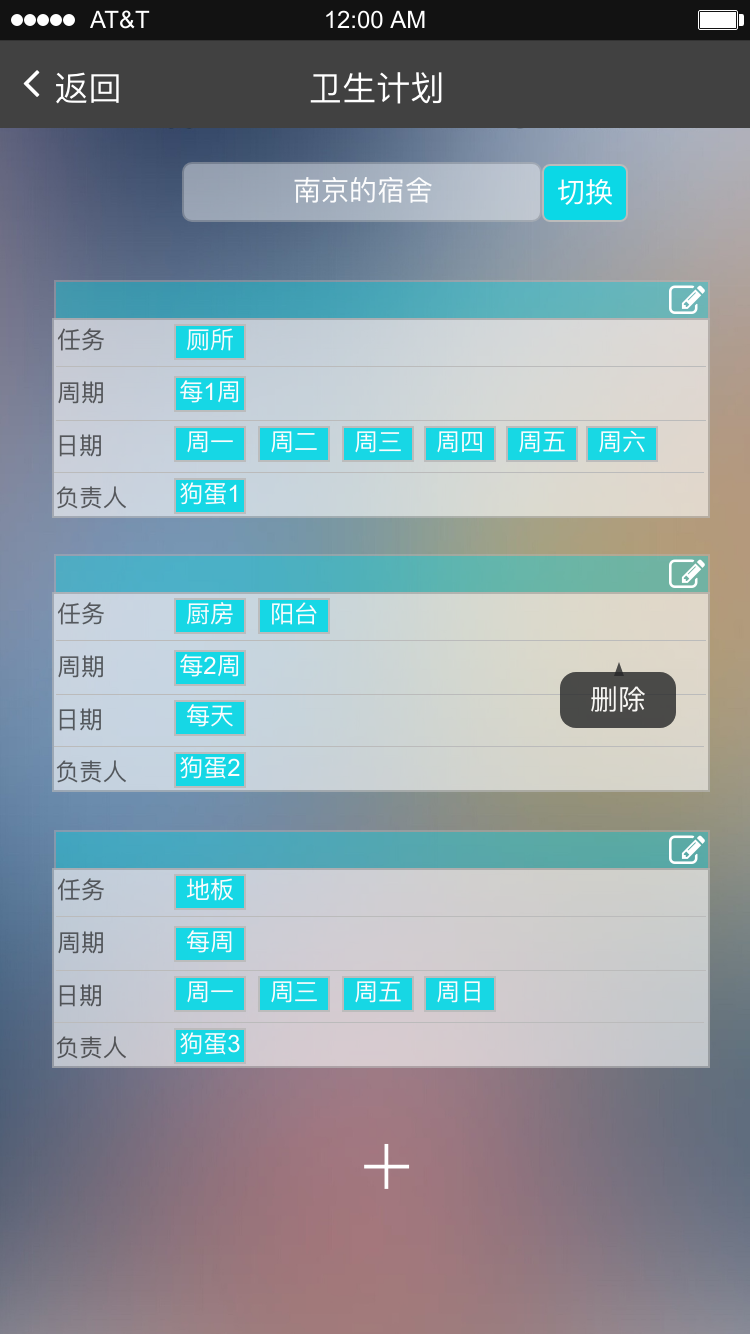 AT&T 12:00 AM
返回 卫生计划
南京的宿舍 切换
任务 厕所
周期 每1周
日期 周一 周二 周三 周四 周五 周六
负责人 狗蛋1
任务 厨房 阳台
周期 每2周
删除
日期 每天
负责人 狗蛋2
任务 地板
周期 每周
日期 周一 周三 周五 周日
负责人 狗蛋3